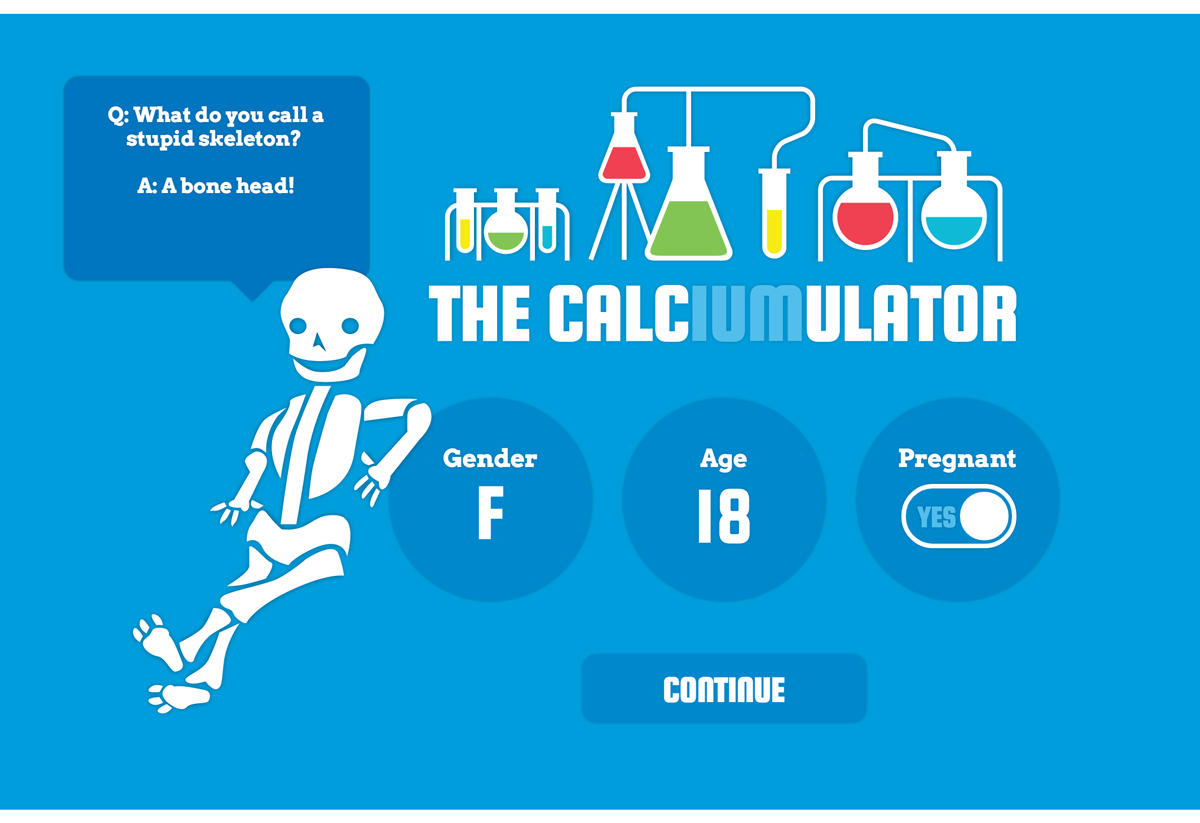 Q: What do you call a
stupid skeleton?
A: A bone head!
THE CALCIUMULATOR
Gender
F
Age
18
Pregnant
YES
CONTINUE